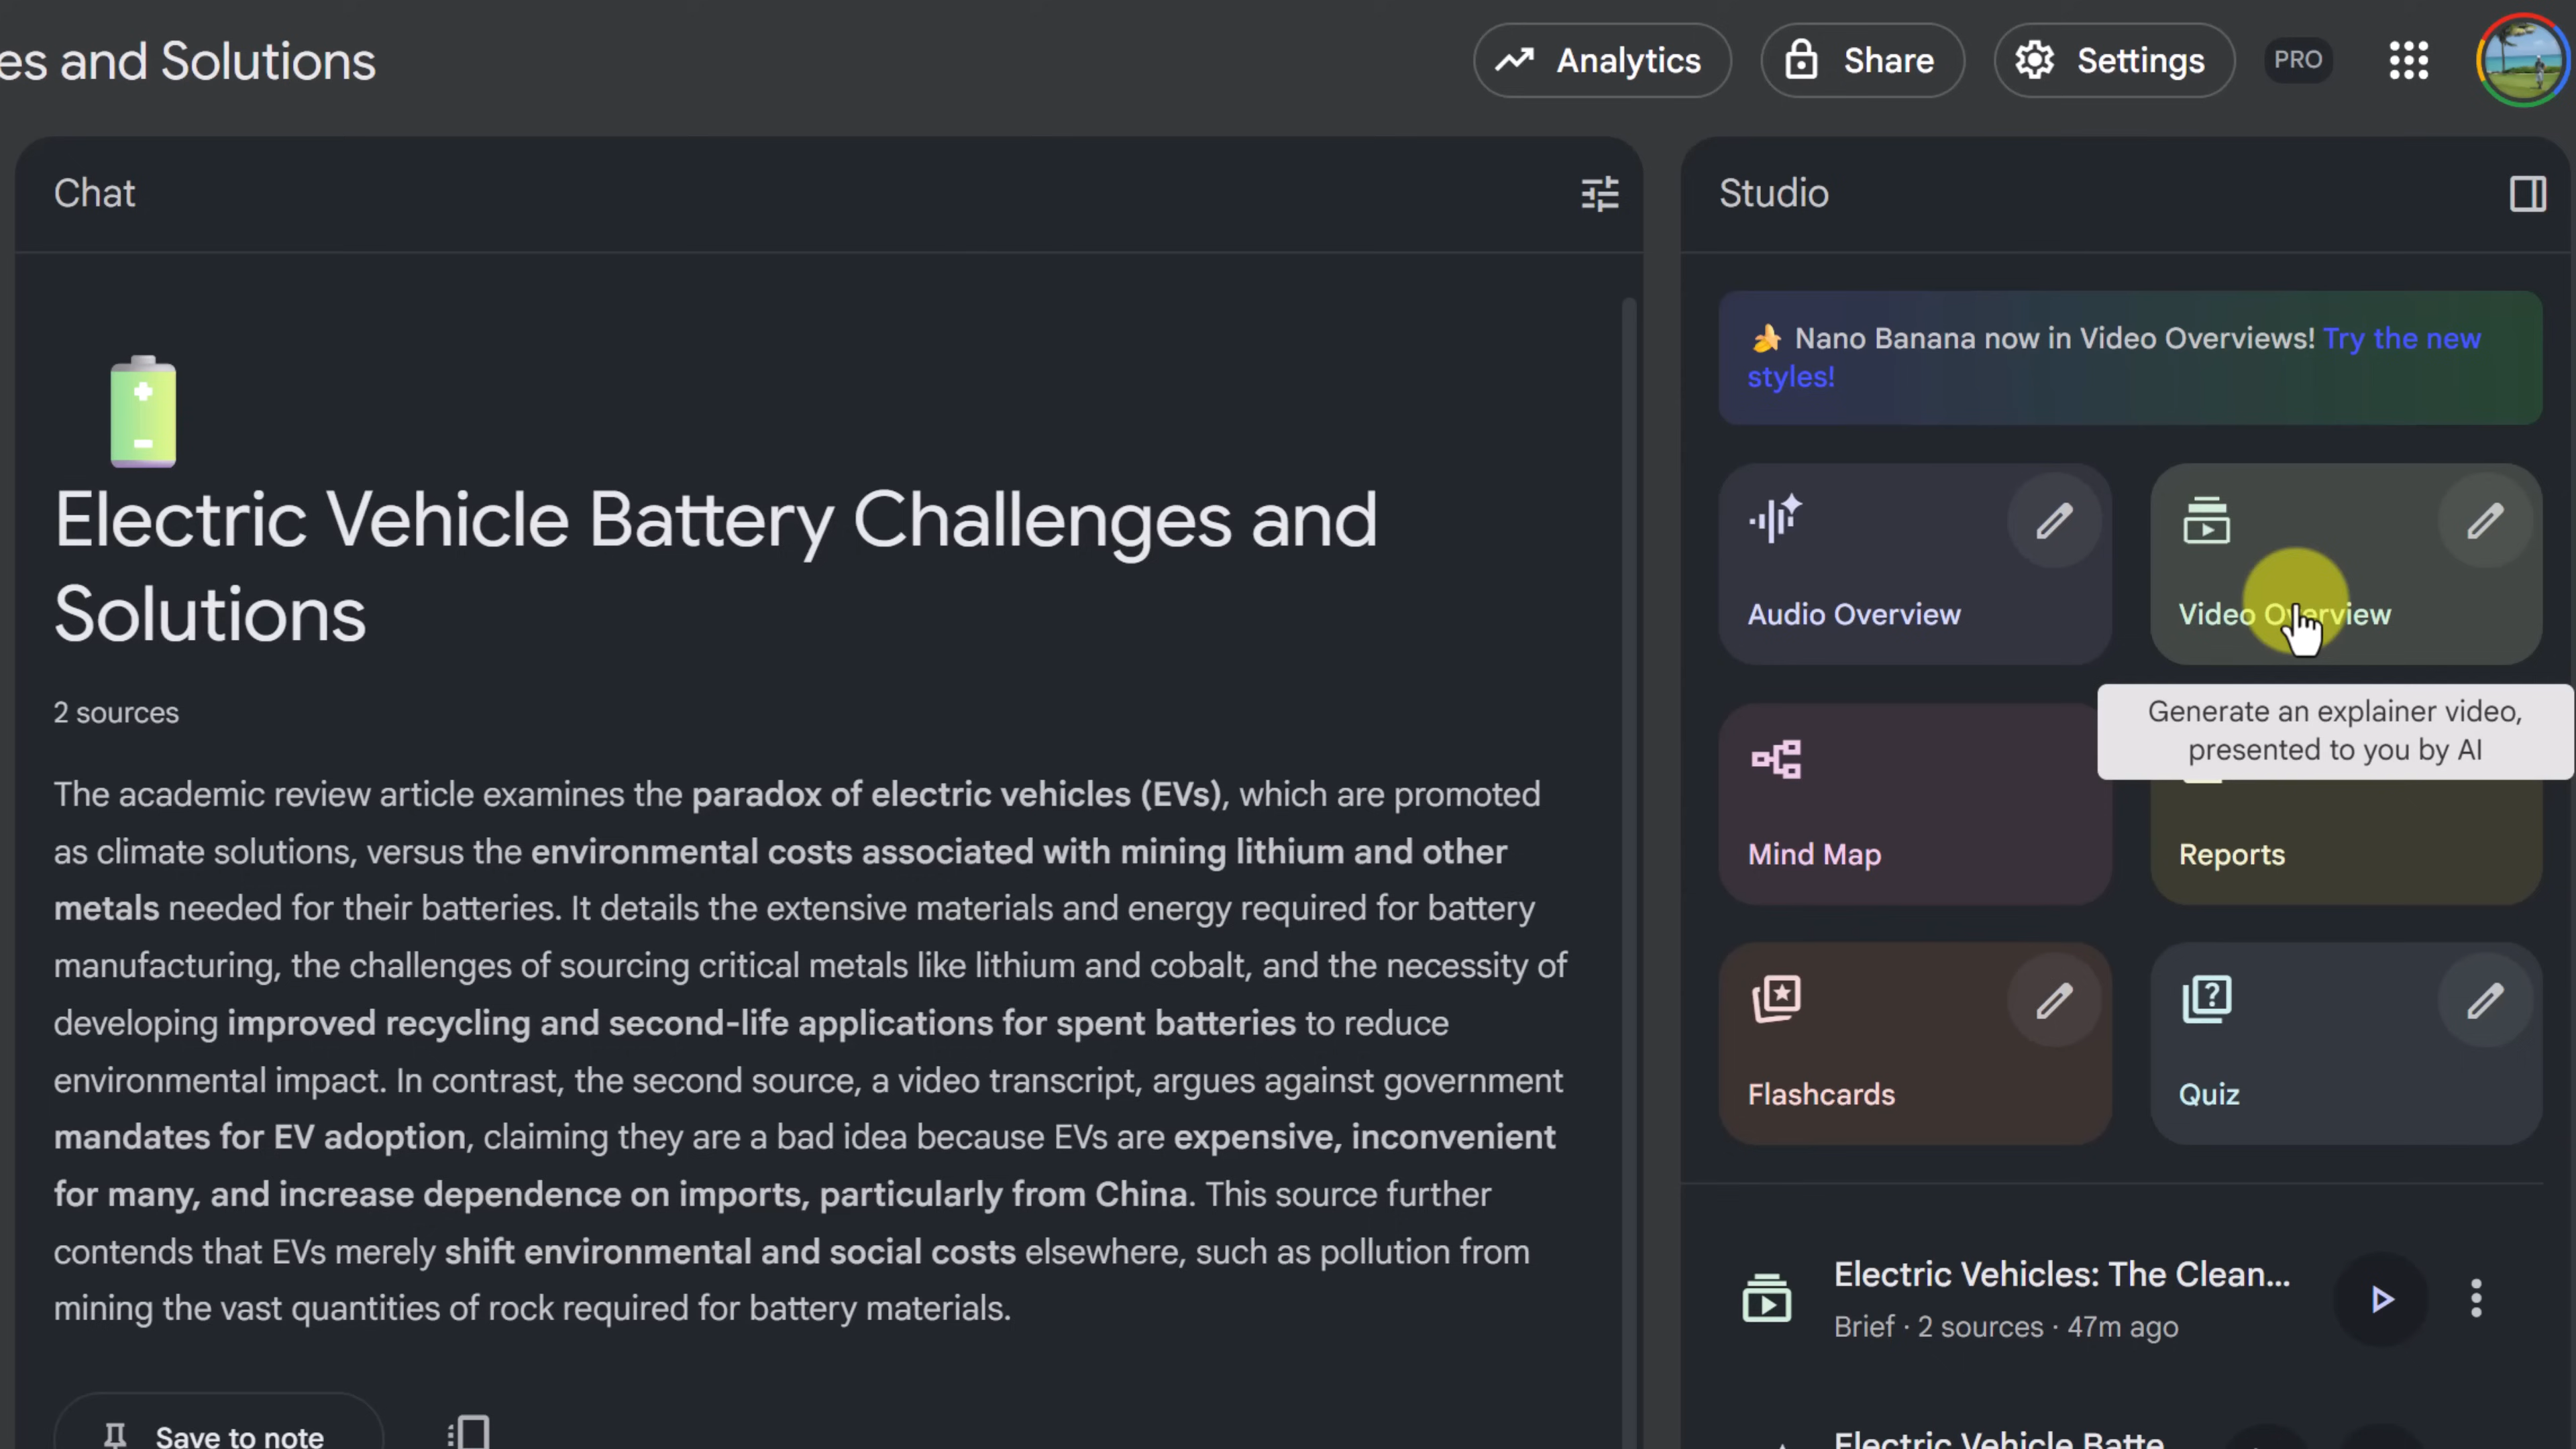 es and Solutions
Analytics
Share
Settings
PRO
Chat
Electric Vehicle Battery Challenges and
Solutions
2 sources
The academic review article examines the paradox of electric vehicles (EVs), which are promoted
as climate solutions, versus the environmental costs associated with mining lithium and other
metals needed for their batteries. It details the extensive materials and energy required for battery
manufacturing, the challenges of sourcing critical metals like lithium and cobalt, and the necessity of
developing improved recycling and second-life applications for spent batteries to reduce
environmental impact. In contrast, the second source, a video transcript, argues against government
mandates for EV adoption, claiming they are a bad idea because EVs are expensive, inconvenient
for many, and increase dependence on imports, particularly from China. This source further
contends that EVs merely shift environmental and social costs elsewhere, such as pollution from
mining the vast quantities of rock required for battery materials.
Save to note
Studio
🍌 Nano Banana now in Video Overviews! Try the new
styles!
Audio Overview
Video Overview
Generate an explainer video,
presented to you by AI
Mind Map
Reports
Flashcards
Quiz
Electric Vehicles: The Clean...
Brief · 2 sources · 47m ago
Electric Vehicle Batte